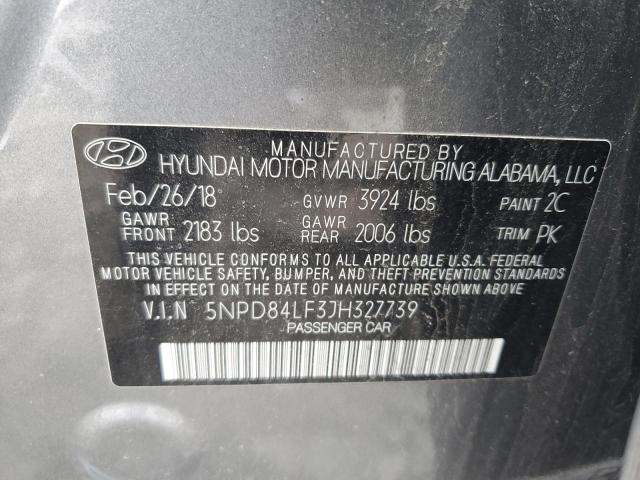 MANUFACTURED BY
HYUNDAI MOTOR MANUFACTURING ALABAMA, LLC
Feb/26/18 GVWR 3924 lbs PAINT 2C
GAWR FRONT 2183 lbs GAWR REAR 2006 lbs TRIM PK
THIS VEHICLE CONFORMS TO ALL APPLICABLE U.S.A. FEDERAL
MOTOR VEHICLE SAFETY, BUMPER, AND THEFT PREVENTION STANDARDS
IN EFFECT ON THE DATE OF MANUFACTURE SHOWN ABOVE.
V.I.N 5NPD84LF3JH327739
PASSENGER CAR